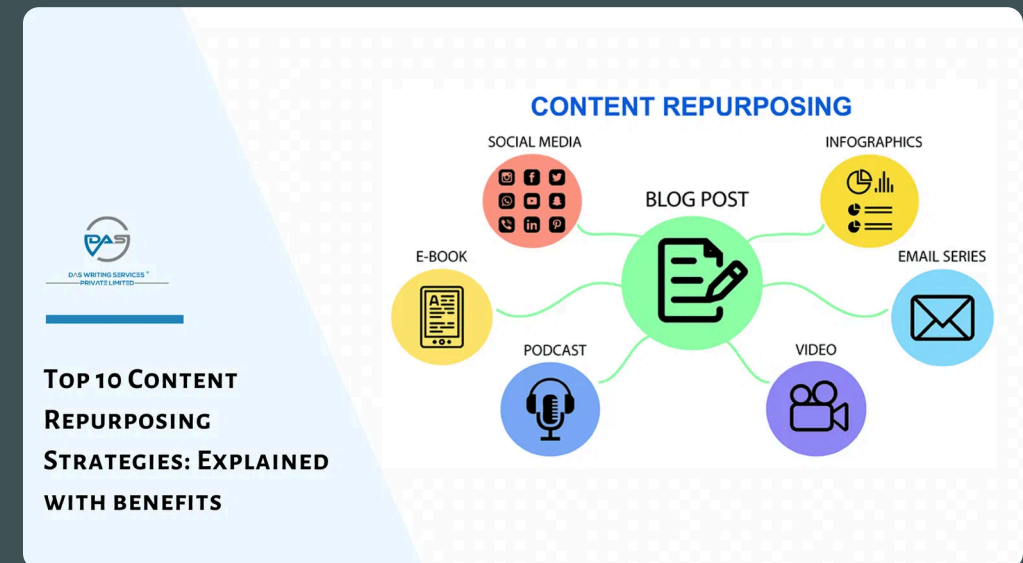 DAS
DAS WRITING SERVICES
PRIVATE LIMITED
Top 10 Content
Repurposing
Strategies: Explained
with benefits
CONTENT REPURPOSING
SOCIAL MEDIA
INFOGRAPHICS
BLOG POST
E-BOOK
EMAIL SERIES
PODCAST
VIDEO